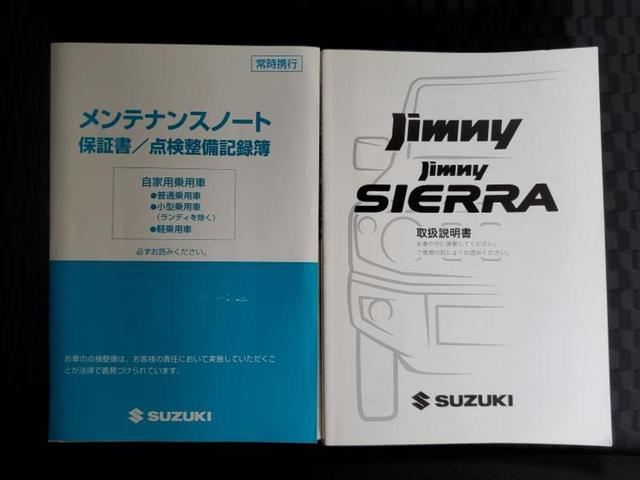 常時携行
メンテナンスノート
保証書/点検整備記録簿
自家用乗用車
●普通乗用車
●小型乗用車
(ランディを除く)
●軽乗用車
必ずお読みください。
お車の点検整備は、お客様の責任において実施していただくこ
とが法律で義務づけられています。
SUZUKI
Jimny
Jimny
SIERRA
取扱説明書
お車の中に保管してください。
ご使用の前によくお読みください。
SUZUKI